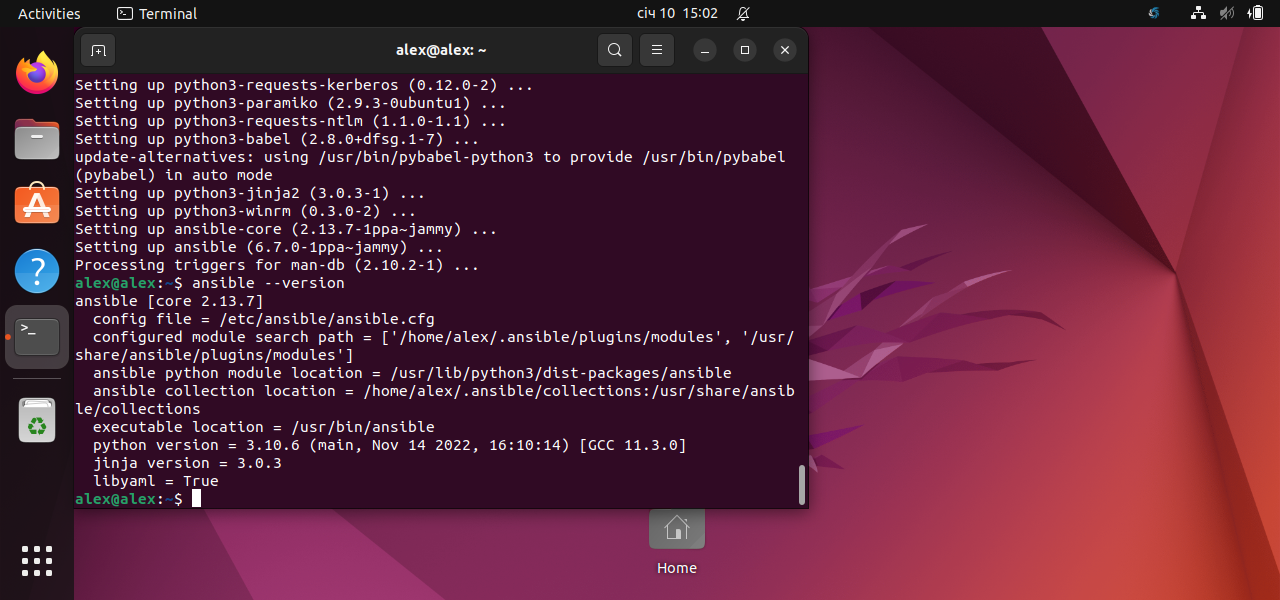 Activities Terminal січ 10 15:02
alex@alex: ~
Setting up python3-requests-kerberos (0.12.0-2) ...
Setting up python3-paramiko (2.9.3-0ubuntu1) ...
Setting up python3-requests-ntlm (1.1.0-1.1) ...
Setting up python3-babel (2.8.0+dfsg.1-7) ...
update-alternatives: using /usr/bin/pybabel-python3 to provide /usr/bin/pybabel
(pybabel) in auto mode
Setting up python3-jinja2 (3.0.3-1) ...
Setting up python3-winrm (0.3.0-2) ...
Setting up ansible-core (2.13.7-1ppa~jammy) ...
Setting up ansible (6.7.0-1ppa~jammy) ...
Processing triggers for man-db (2.10.2-1) ...
alex@alex:~$ ansible --version
ansible [core 2.13.7]
  config file = /etc/ansible/ansible.cfg
  configured module search path = ['/home/alex/.ansible/plugins/modules', '/usr/
share/ansible/plugins/modules']
  ansible python module location = /usr/lib/python3/dist-packages/ansible
  ansible collection location = /home/alex/.ansible/collections:/usr/share/ansib
le/collections
  executable location = /usr/bin/ansible
  python version = 3.10.6 (main, Nov 14 2022, 16:10:14) [GCC 11.3.0]
  jinja version = 3.0.3
  libyaml = True
alex@alex:~$
Home